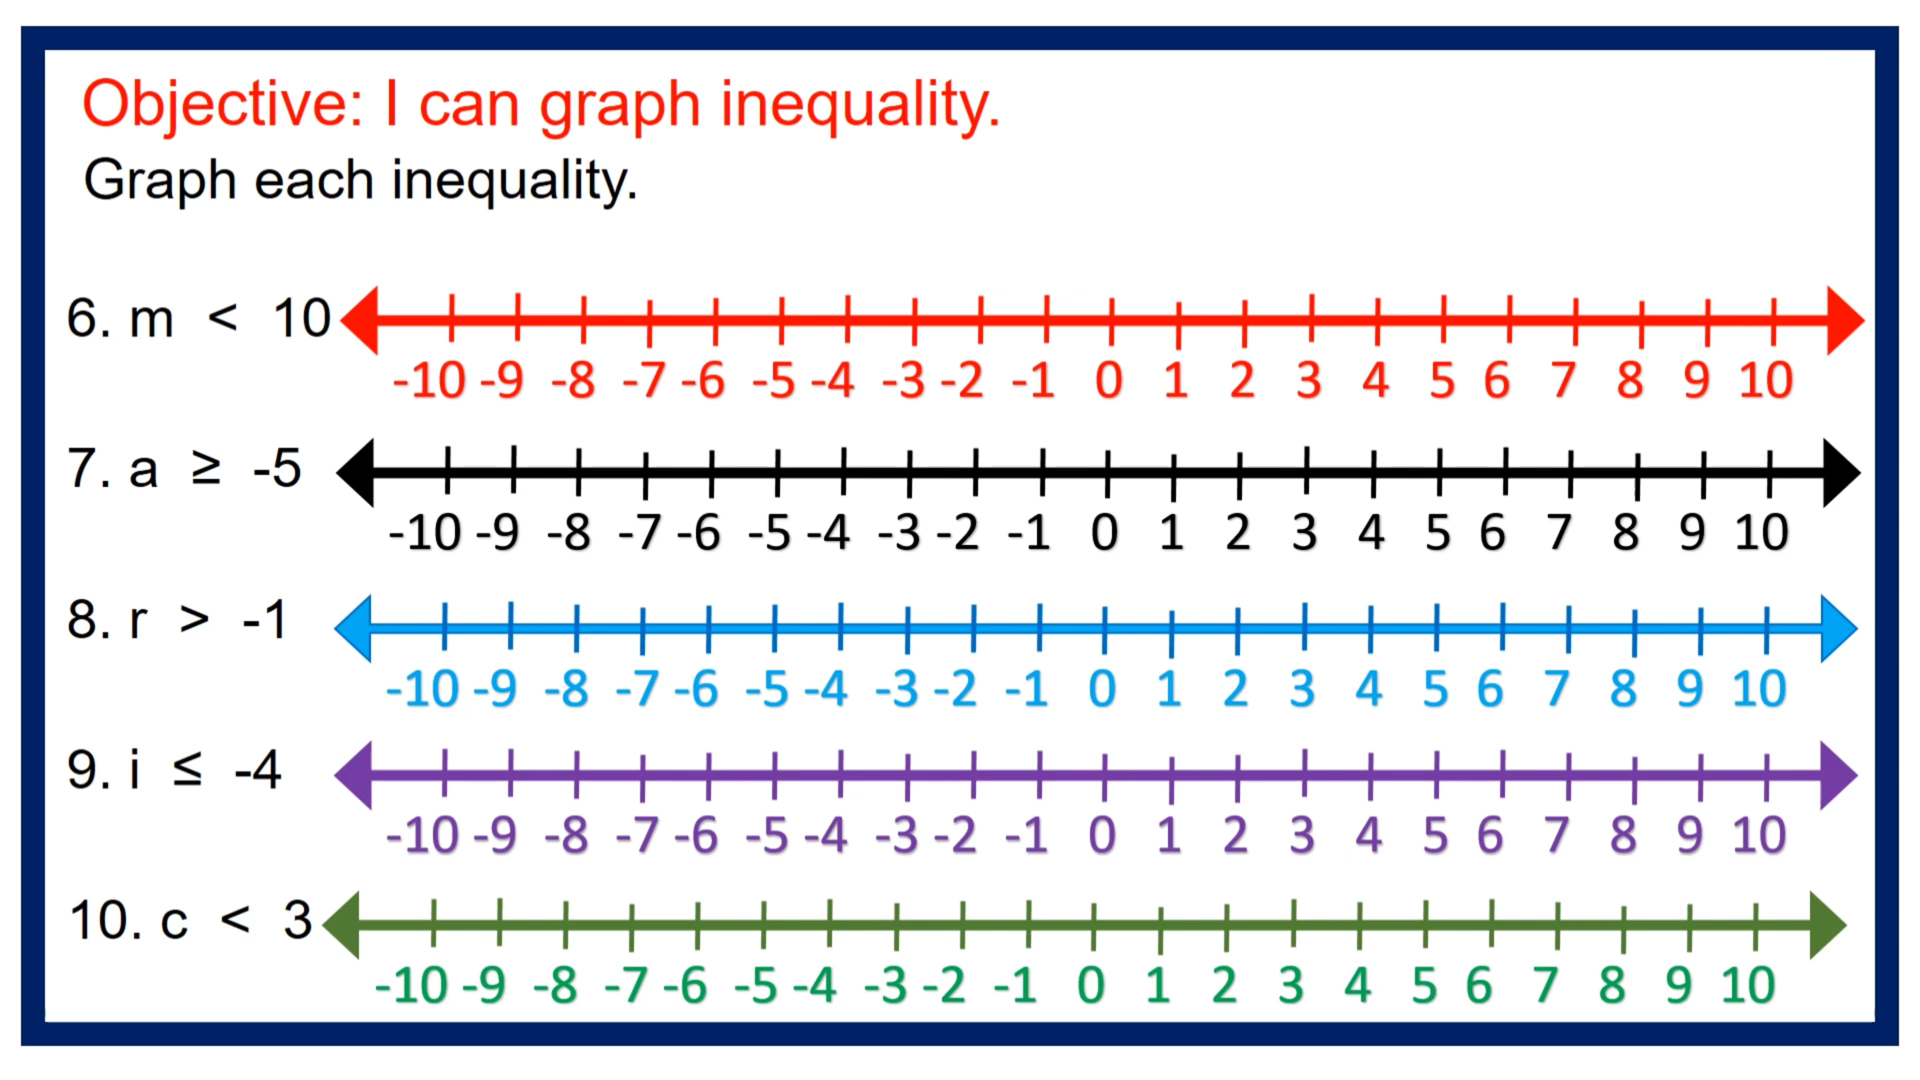 Objective: I can graph inequality.
Graph each inequality.
6. m < 10
-10 -9 -8 -7 -6 -5 -4 -3 -2 -1 0 1 2 3 4 5 6 7 8 9 10
7. a ≥ -5
-10 -9 -8 -7 -6 -5 -4 -3 -2 -1 0 1 2 3 4 5 6 7 8 9 10
8. r > -1
-10 -9 -8 -7 -6 -5 -4 -3 -2 -1 0 1 2 3 4 5 6 7 8 9 10
9. i ≤ -4
-10 -9 -8 -7 -6 -5 -4 -3 -2 -1 0 1 2 3 4 5 6 7 8 9 10
10. c < 3
-10 -9 -8 -7 -6 -5 -4 -3 -2 -1 0 1 2 3 4 5 6 7 8 9 10